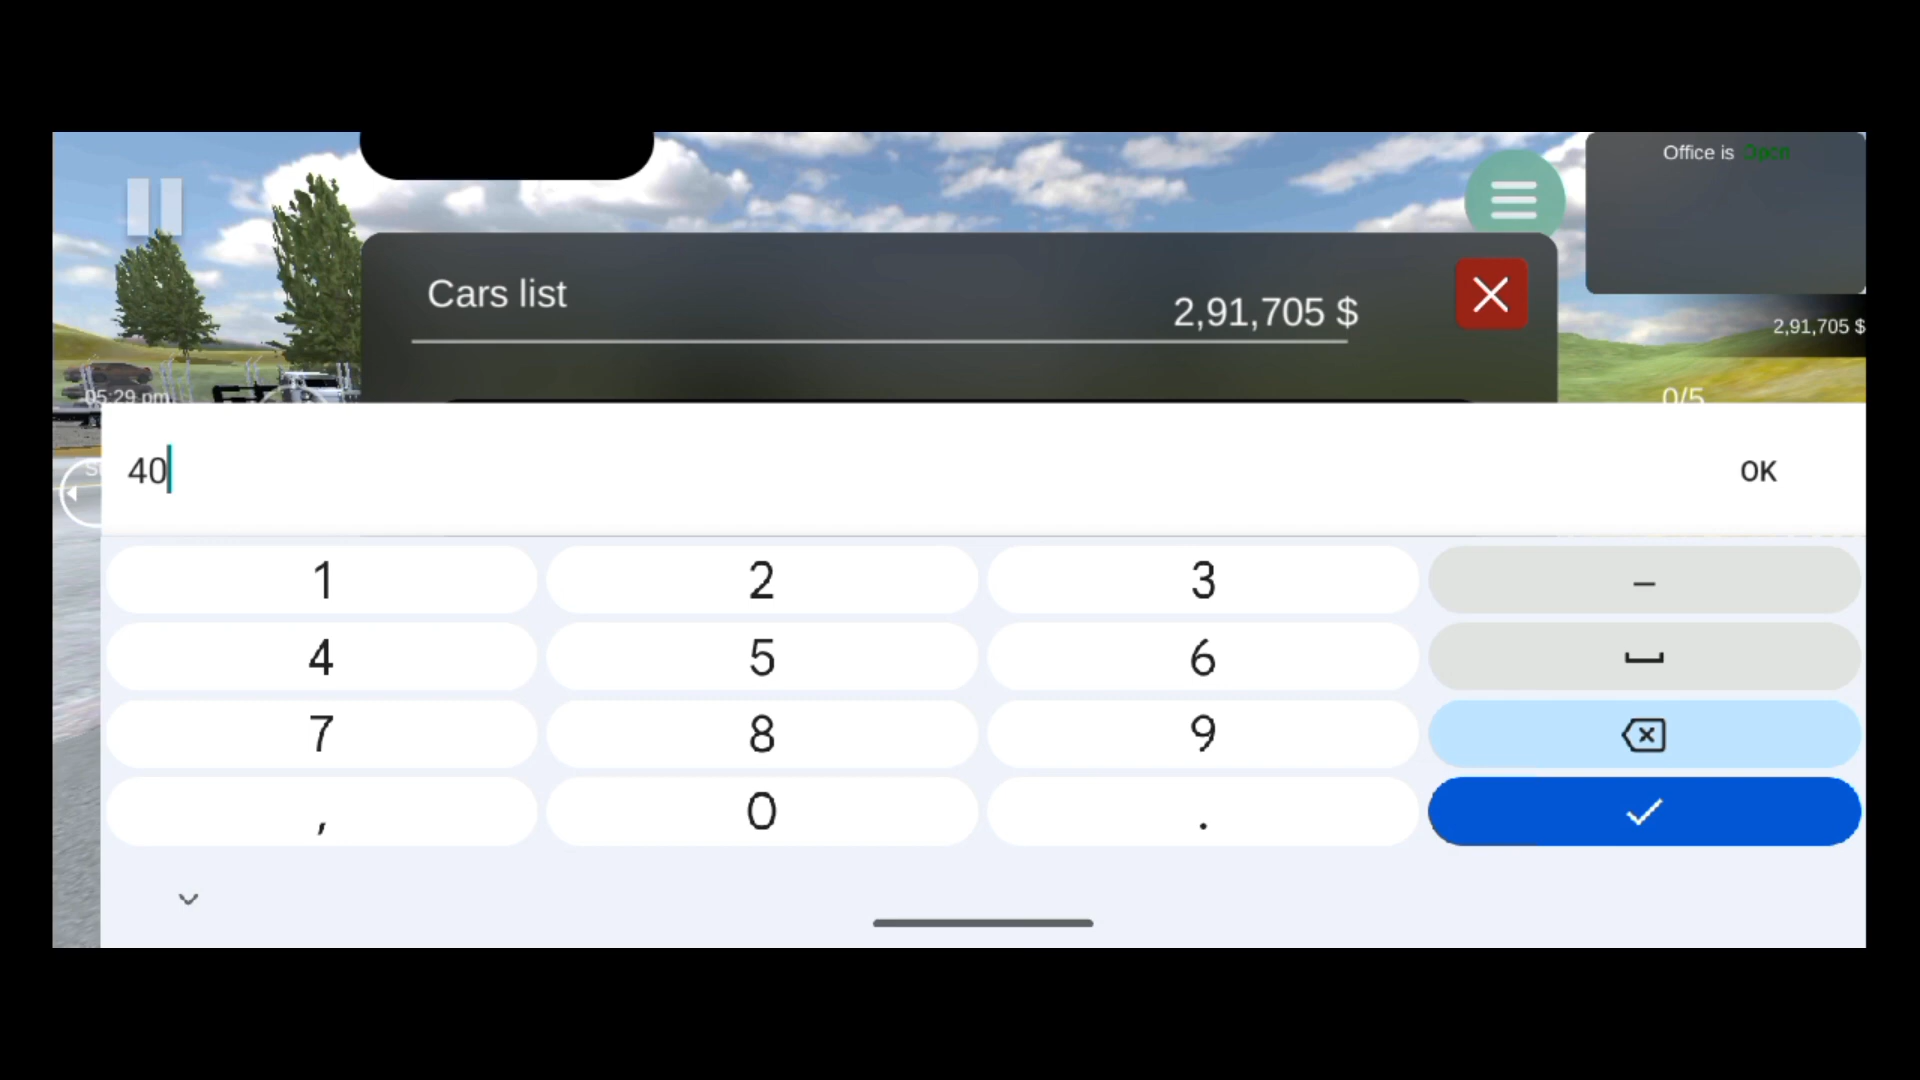 Office is Open
Cars list
2,91,705 $
2,91,705 $
05:29 pm
0/5
40
OK
1 2 3 –
4 5 6
7 8 9
, 0 .